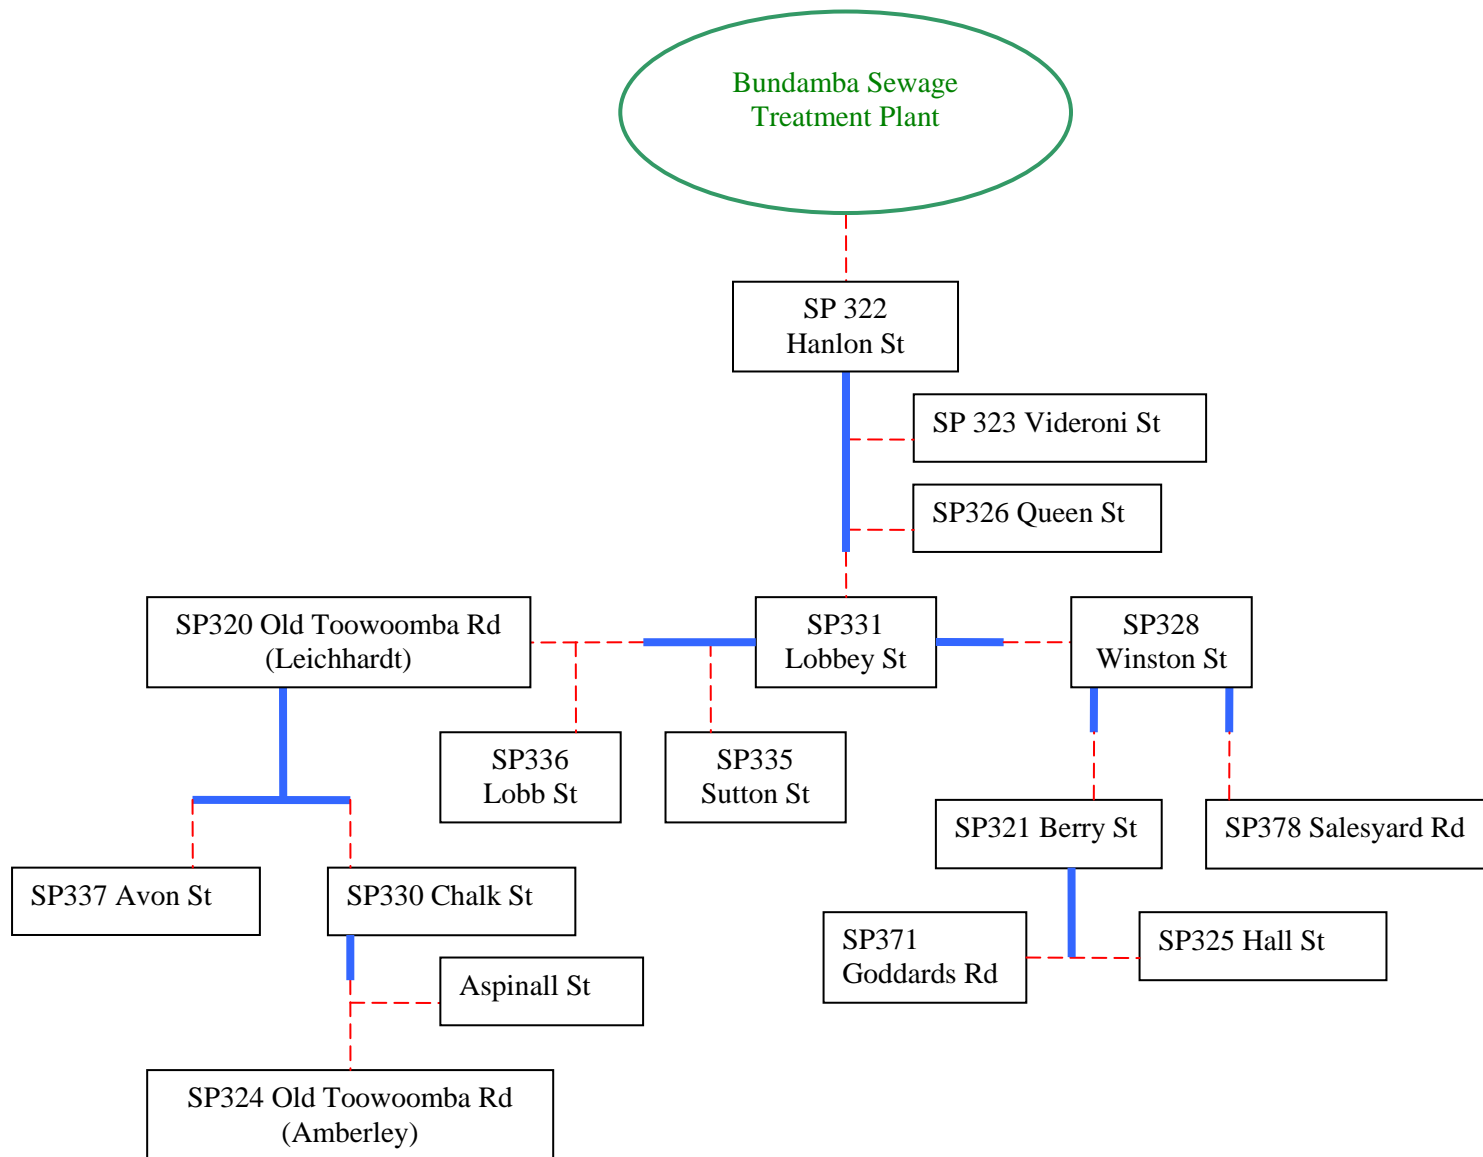 Bundamba Sewage
Treatment Plant
SP 322
Hanlon St
SP 323 Videroni St
SP326 Queen St
SP320 Old Toowoomba Rd
(Leichhardt)
SP331
Lobbey St
SP328
Winston St
SP336
Lobb St
SP335
Sutton St
SP321 Berry St
SP378 Salesyard Rd
SP337 Avon St
SP330 Chalk St
SP371
Goddards Rd
SP325 Hall St
Aspinall St
SP324 Old Toowoomba Rd
(Amberley)